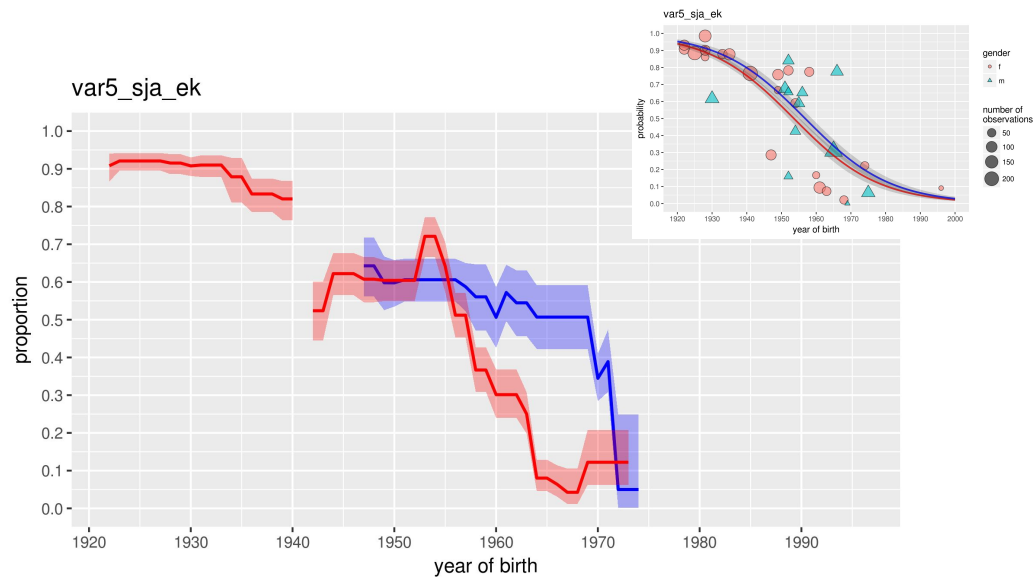 var5_sja_ek
1.0
0.9
0.8
0.7
0.6
0.5
0.4
0.3
0.2
0.1
0.0
proportion
1920 1930 1940 1950 1960 1970 1980 1990
year of birth
var5_sja_ek
1.0
0.9
0.8
0.7
0.6
0.5
0.4
0.3
0.2
0.1
0.0
probability
1920 1930 1940 1950 1960 1970 1980 1990 2000
year of birth
gender
f
m
number of
observations
50
100
150
200